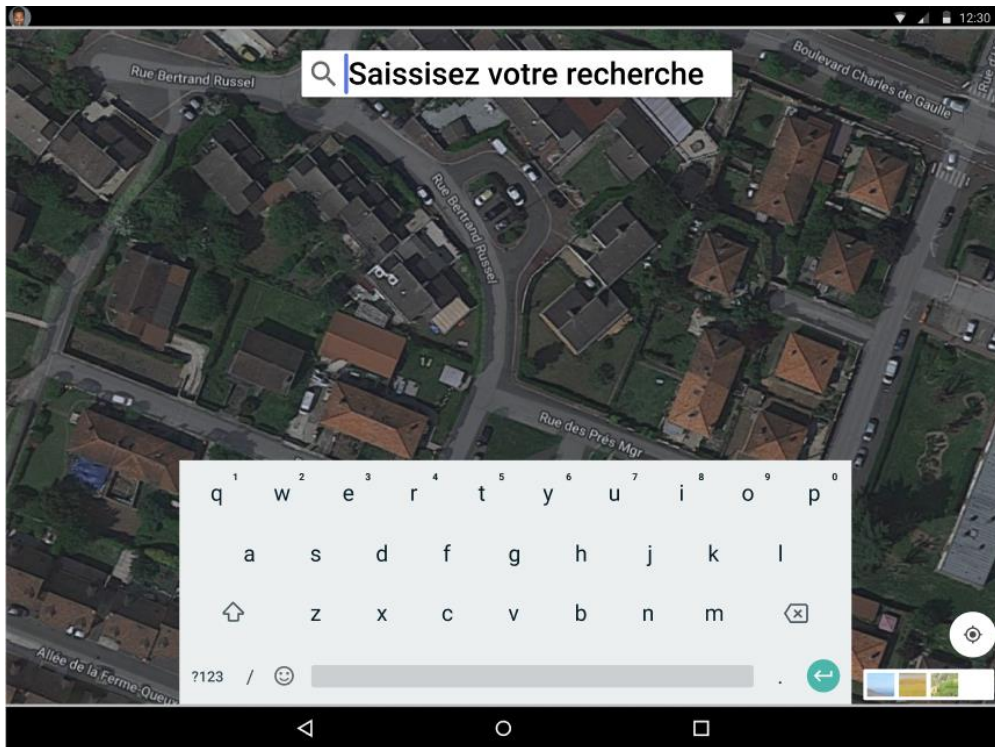 12:30
Saissisez votre recherche
Rue Bertrand Russel
Boulevard Charles de Gaulle
Rue Bertrand Russel
Rue des Prés Mgr
1 2 3 4 5 6 7 8 9 0
q w e r t y u i o p
a s d f g h j k l
z x c v b n m
Allée de la Ferme-Queux
?123 / .